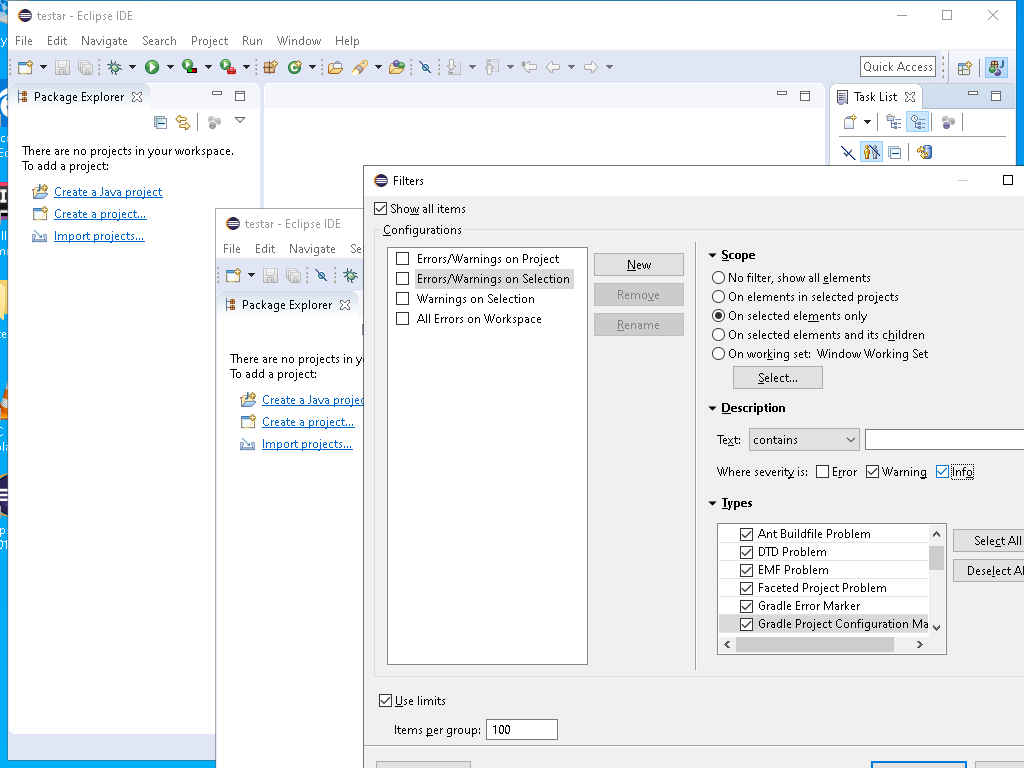 testar - Eclipse IDE
File Edit Navigate Search Project Run Window Help
Quick Access
Package Explorer
Task List
There are no projects in your workspace.
To add a project:
Create a Java project
Create a project...
Import projects...
testar - Eclipse IDE
File Edit Navigate
Package Explorer
There are no projects in
To add a project:
Create a Java
Create a project...
Import projects...
Filters
Show all items
Configurations
Errors/Warnings on Project
Errors/Warnings on Selection
Warnings on Selection
All Errors on Workspace
New
Remove
Rename
Scope
No filter, show all elements
On elements in selected projects
On selected elements only
On selected elements and its children
On working set: Window Working Set
Select...
Description
Text: contains
Where severity is: Error Warning Info
Types
Ant Buildfile Problem
DTD Problem
EMF Problem
Faceted Project Problem
Gradle Error Marker
Gradle Project Configuration Ma
Select All
Deselect Al
Use limits
Items per group: 100